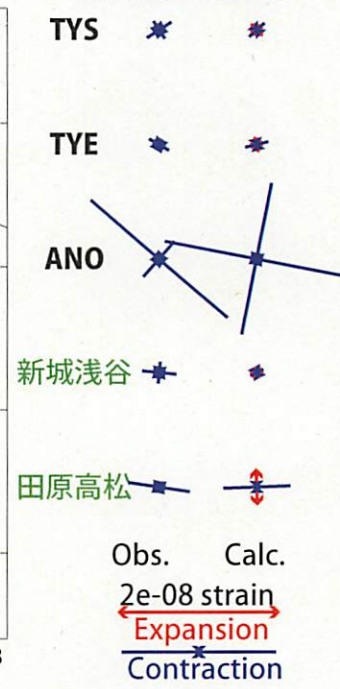 TYS
TYE
ANO
新城浅谷
田原高松
Obs. Calc.
2e-08 strain
Expansion
Contraction